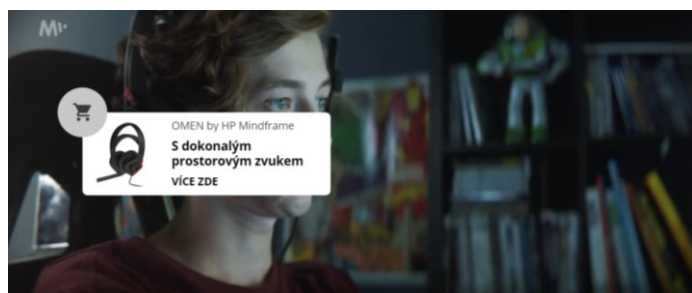 OMEN by HP Mindframe
S dokonalým
prostorovým zvukem
VÍCE ZDE